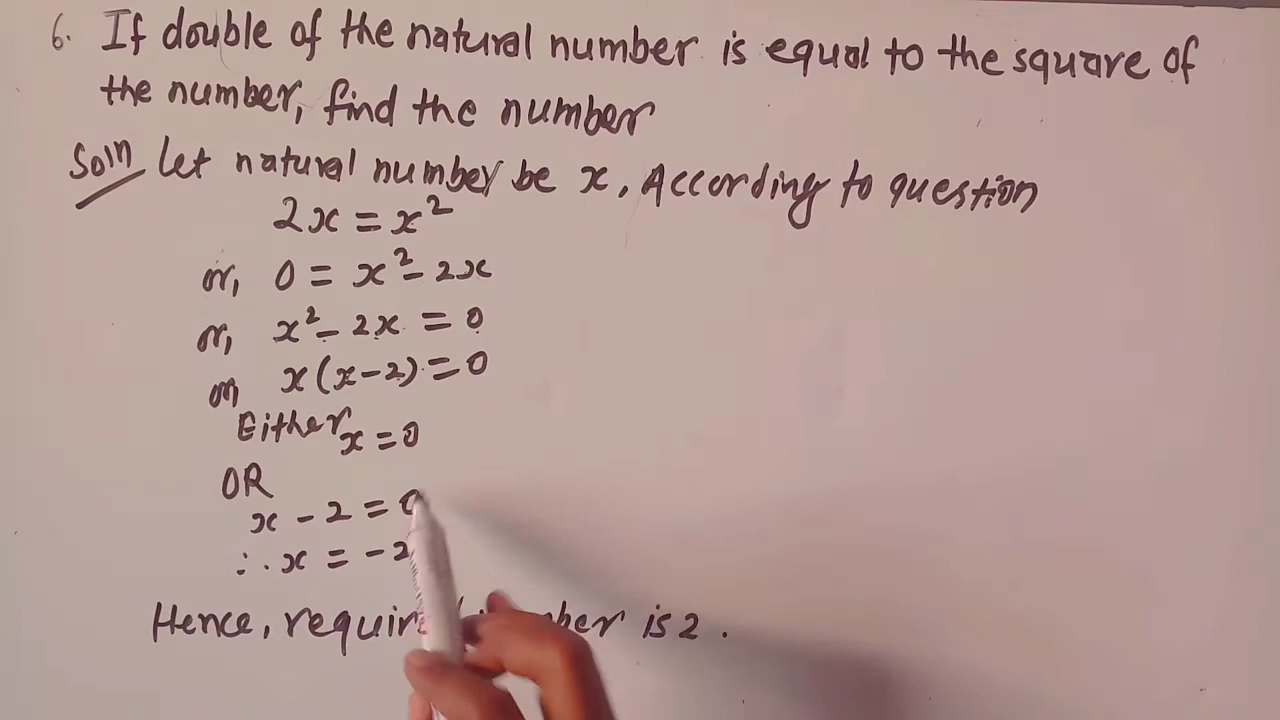 6. If double of the natural number is equal to the square of
the number, find the number
Soln Let natural number be x, According to question
2x = x²
or, 0 = x² - 2x
or, x² - 2x = 0
or, x(x-2) = 0
Either x = 0
OR
x - 2 = 0
∴ x = -2
Hence, is 2.